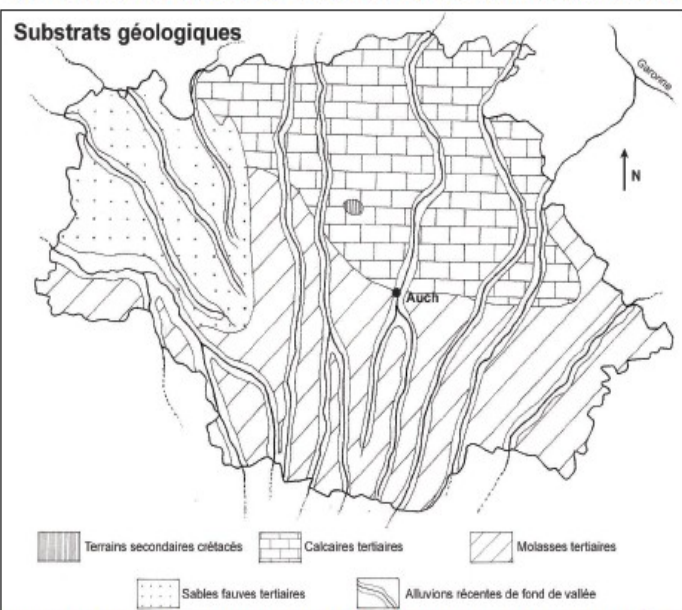 Substrats géologiques
Garonne
N
Auch
Terrains secondaires crétacés
Calcaires tertiaires
Molasses tertiaires
Sables fauves tertiaires
Alluvions récentes de fond de vallée